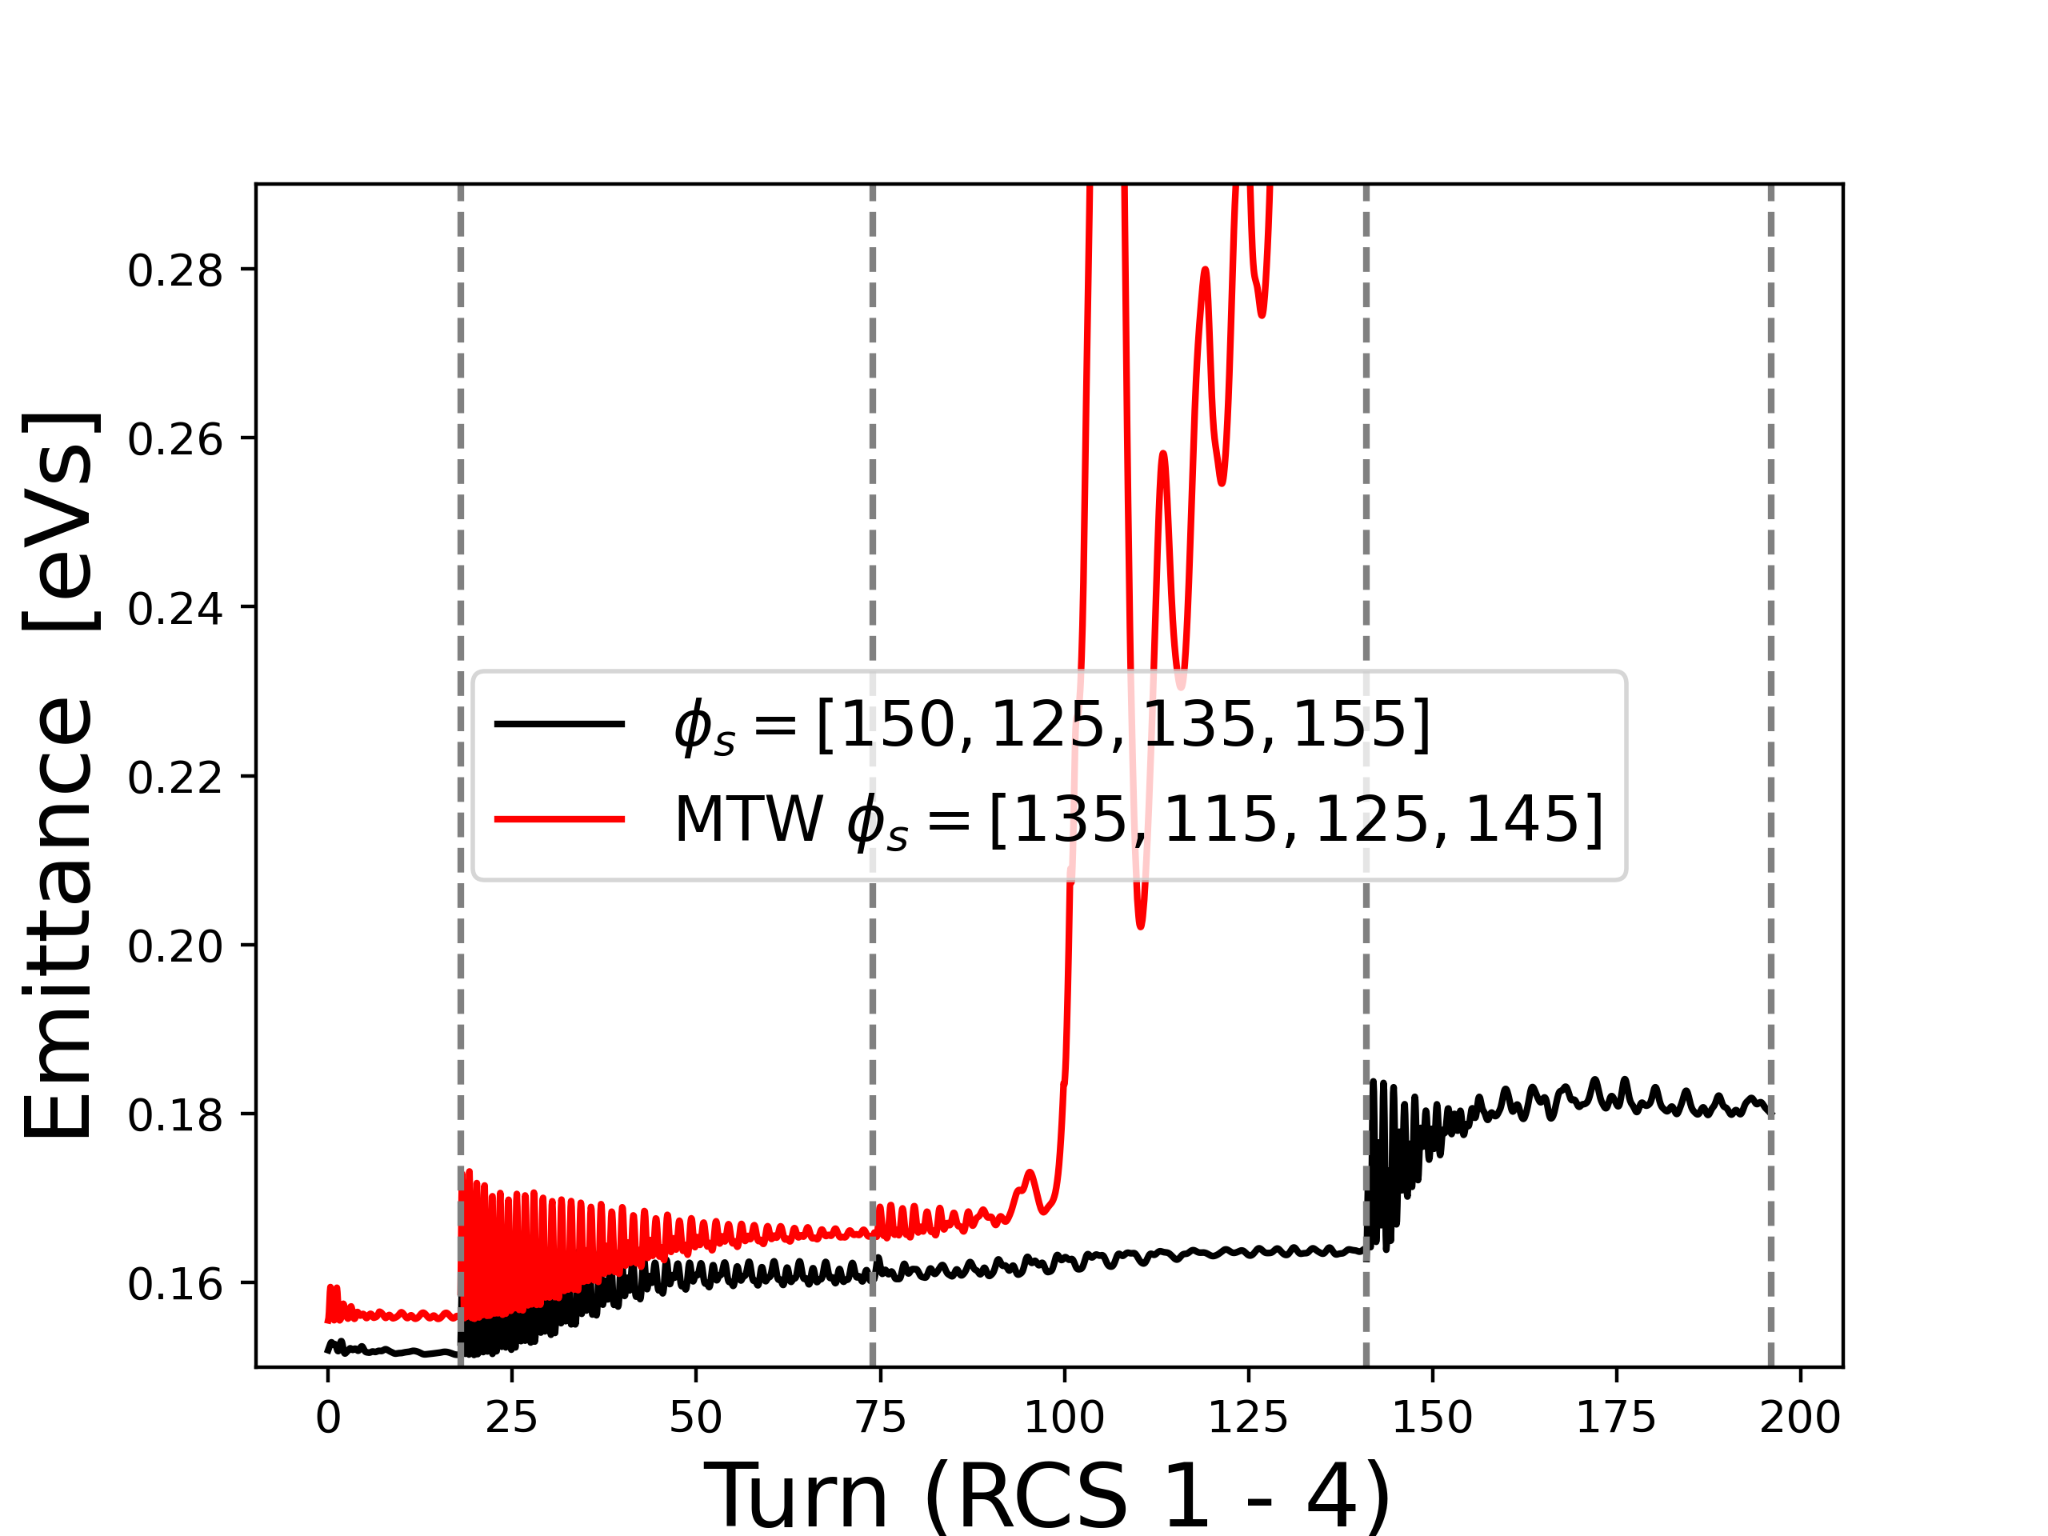 0.28
0.26
0.24
0.22
0.20
0.18
0.16
Emittance [eVs]
ϕₛ = [150, 125, 135, 155]
MTW ϕₛ = [135, 115, 125, 145]
0 25 50 75 100 125 150 175 200
Turn (RCS 1 - 4)